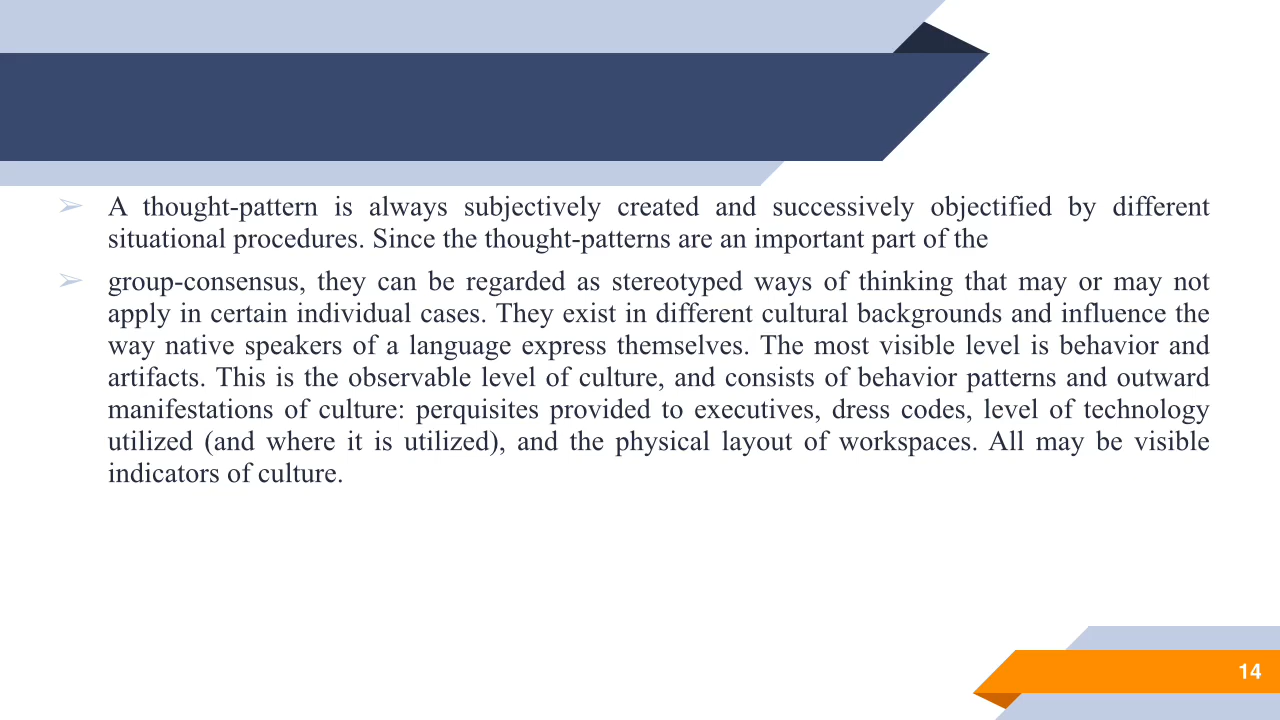 ➢ A thought-pattern is always subjectively created and successively objectified by different
situational procedures. Since the thought-patterns are an important part of the
➢ group-consensus, they can be regarded as stereotyped ways of thinking that may or may not
apply in certain individual cases. They exist in different cultural backgrounds and influence the
way native speakers of a language express themselves. The most visible level is behavior and
artifacts. This is the observable level of culture, and consists of behavior patterns and outward
manifestations of culture: perquisites provided to executives, dress codes, level of technology
utilized (and where it is utilized), and the physical layout of workspaces. All may be visible
indicators of culture.
14